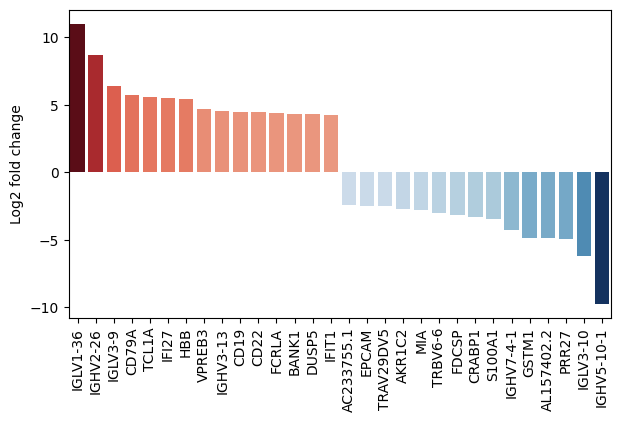 Log2 fold change
10
5
0
−5
−10
IGLV1-36
IGHV2-26
IGLV3-9
CD79A
TCL1A
IFI27
HBB
VPREB3
IGHV3-13
CD19
CD22
FCRLA
BANK1
DUSP5
IFIT1
AC233755.1
EPCAM
TRAV29DV5
AKR1C2
MIA
TRBV6-6
FDCSP
CRABP1
S100A1
IGHV7-4-1
GSTM1
AL157402.2
PRR27
IGLV3-10
IGHV5-10-1